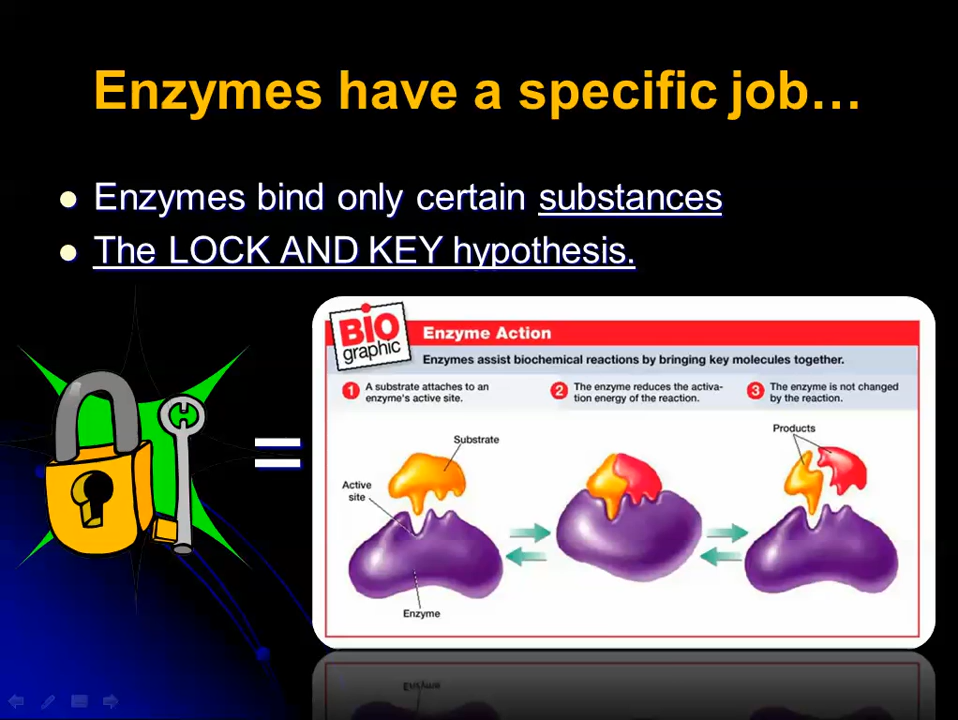 Enzymes have a specific job…
Enzymes bind only certain substances
The LOCK AND KEY hypothesis.
=
BIO
graphic
Enzyme Action
Enzymes assist biochemical reactions by bringing key molecules together.
1 A substrate attaches to an
enzyme's active site.
2 The enzyme reduces the activa-
tion energy of the reaction.
3 The enzyme is not changed
by the reaction.
Substrate
Active
site
Enzyme
Products
Enzyme